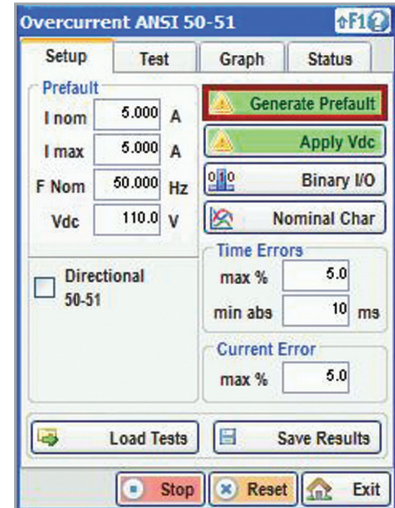 Overcurrent ANSI 50-51 F1?
Setup Test Graph Status
Prefault
I nom 5.000 A
I max 5.000 A
F Nom 50.000 Hz
Vdc 110.0 V
Directional
50-51
Generate Prefault
Apply Vdc
010 Binary I/O
Nominal Char
Time Errors
max % 5.0
min abs 10 ms
Current Error
max % 5.0
Load Tests Save Results
Stop Reset Exit